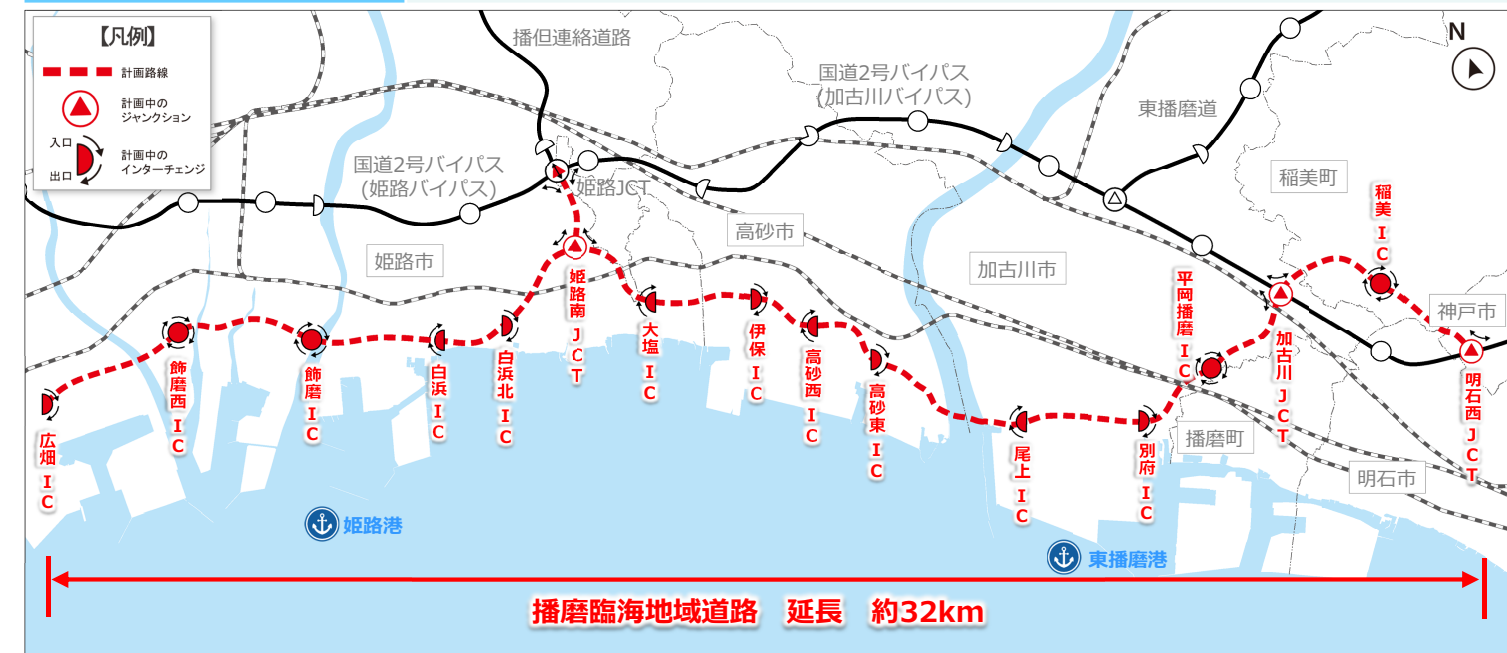 【凡例】
計画路線
計画中の
ジャンクション
入口
出口
計画中の
インターチェンジ
播但連絡道路
国道2号バイパス
(加古川バイパス)
東播磨道
N
国道2号バイパス
(姫路バイパス)
姫路JCT
稲美町
稲美IC
姫路市
高砂市
加古川市
神戸市
広畑IC
飾磨西IC
飾磨IC
白浜IC
白浜北IC
姫路南JCT
大塩IC
伊保IC
高砂西IC
高砂東IC
尾上IC
別府IC
平岡播磨IC
加古川JCT
明石西JCT
播磨町
明石市
姫路港
東播磨港
播磨臨海地域道路 延長 約32km